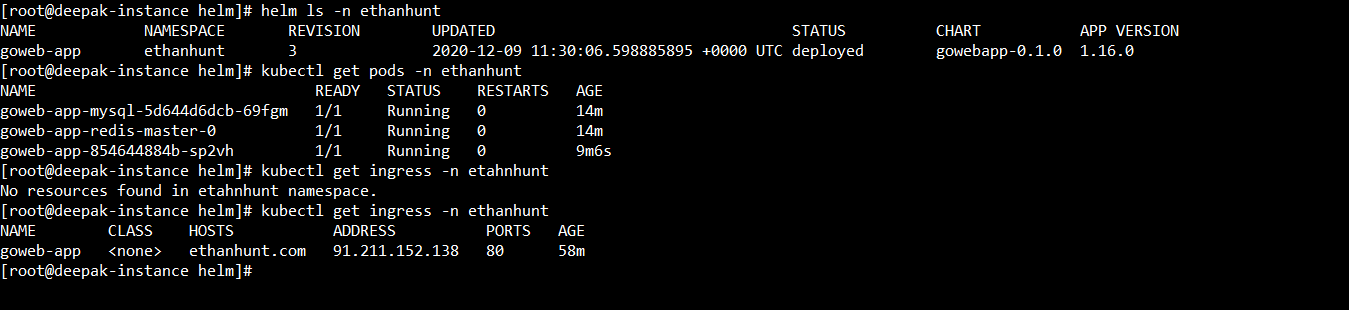 [root@deepak-instance helm]# helm ls -n ethanhunt
NAME NAMESPACE REVISION UPDATED STATUS CHART APP VERSION
goweb-app ethanhunt 3 2020-12-09 11:30:06.598885895 +0000 UTC deployed gowebapp-0.1.0 1.16.0
[root@deepak-instance helm]# kubectl get pods -n ethanhunt
NAME READY STATUS RESTARTS AGE
goweb-app-mysql-5d644d6dcb-69fgm 1/1 Running 0 14m
goweb-app-redis-master-0 1/1 Running 0 14m
goweb-app-854644884b-sp2vh 1/1 Running 0 9m6s
[root@deepak-instance helm]# kubectl get ingress -n etahnhunt
No resources found in etahnhunt namespace.
[root@deepak-instance helm]# kubectl get ingress -n ethanhunt
NAME CLASS HOSTS ADDRESS PORTS AGE
goweb-app <none> ethanhunt.com 91.211.152.138 80 58m
[root@deepak-instance helm]#